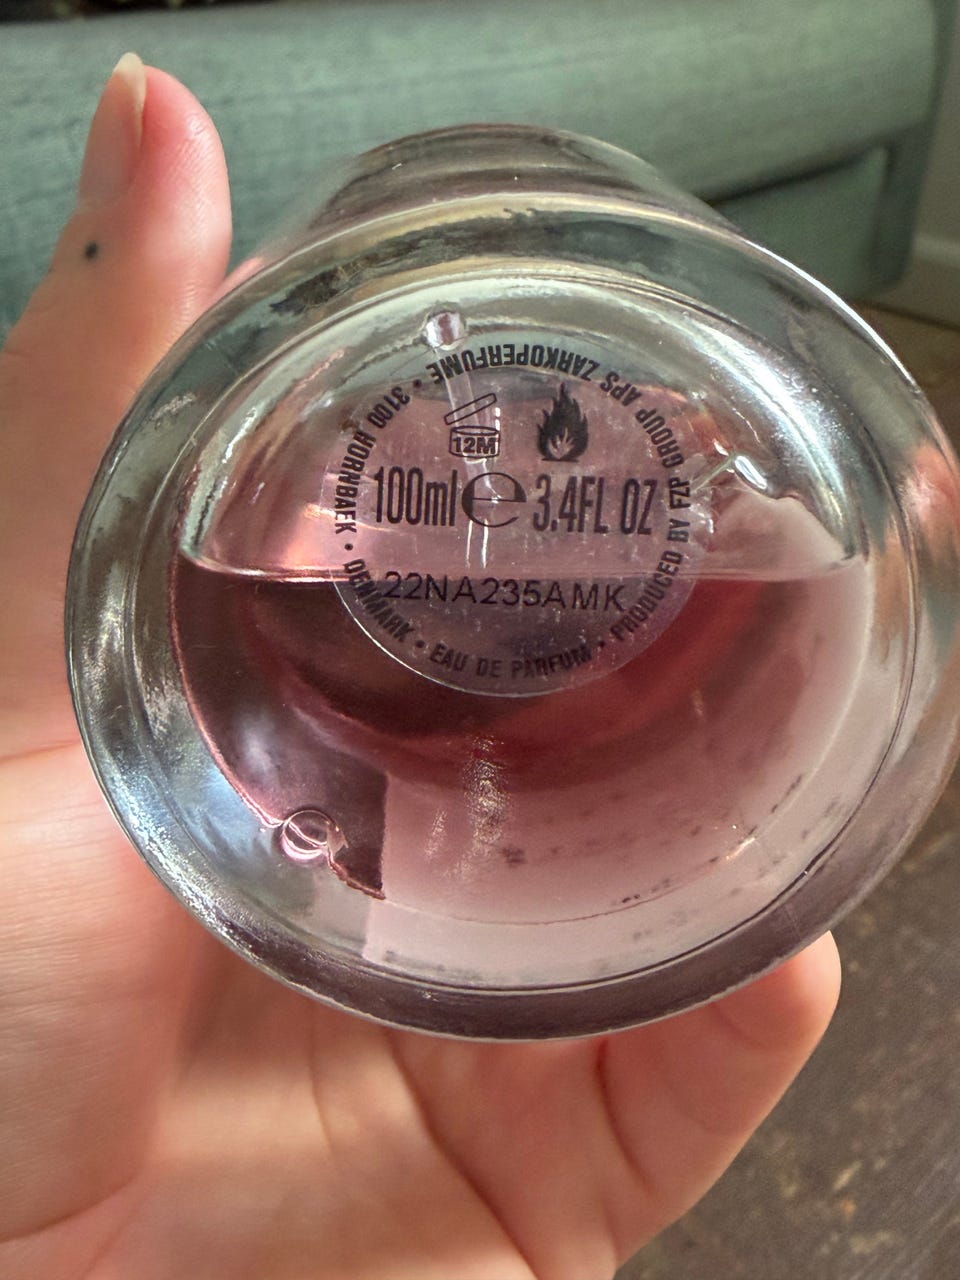 12M
100ml e 3.4FL OZ
22NA235AMK
EAU DE PARFUM • PRODUCED BY FZP GROUP APS ZARKOPERFUME • 3100 HORNBAEK • DENMARK •